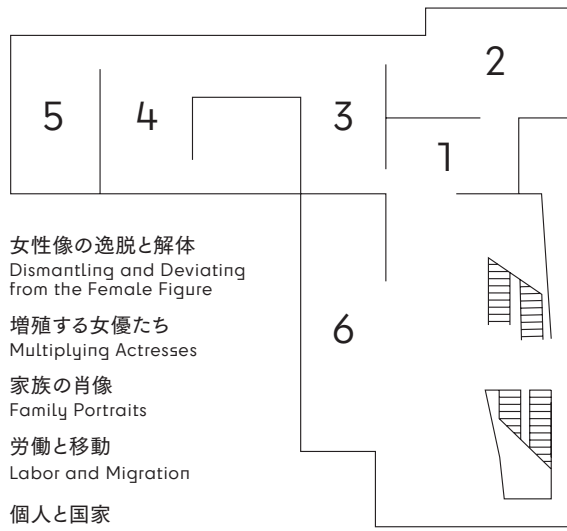 2
5
4
3
1
女性像の逸脱と解体
Dismantling and Deviating
from the Female Figure
増殖する女優たち
Multiplying Actresses
6
家族の肖像
Family Portraits
労働と移動
Labor and Migration
個人と国家